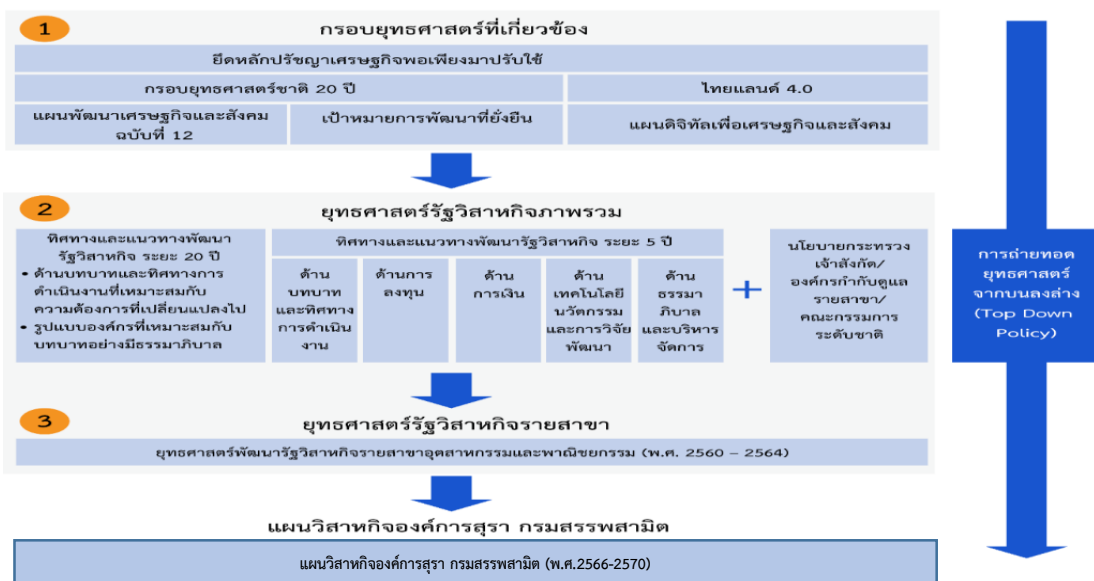 1
กรอบยุทธศาสตร์ที่เกี่ยวข้อง
ยึดหลักปรัชญาเศรษฐกิจพอเพียงมาปรับใช้
กรอบยุทธศาสตร์ชาติ 20 ปี
ไทยแลนด์ 4.0
แผนพัฒนาเศรษฐกิจและสังคม
ฉบับที่ 12
เป้าหมายการพัฒนาที่ยั่งยืน
แผนดิจิทัลเพื่อเศรษฐกิจและสังคม
2
ยุทธศาสตร์รัฐวิสาหกิจภาพรวม
ทิศทางและแนวทางพัฒนา
รัฐวิสาหกิจ ระยะ 20 ปี
• ด้านบทบาทและทิศทางการ
ดำเนินงานที่เหมาะสมกับ
ความต้องการที่เปลี่ยนแปลงไป
• รูปแบบองค์กรที่เหมาะสมกับ
บทบาทอย่างมีธรรมาภิบาล
ทิศทางและแนวทางพัฒนารัฐวิสาหกิจ ระยะ 5 ปี
ด้าน
บทบาท
และทิศทาง
การดำเนิน
งาน
ด้านการ
ลงทุน
ด้าน
การเงิน
ด้าน
เทคโนโลยี
นวัตกรรม
และการวิจัย
พัฒนา
ด้าน
ธรรมา
ภิบาล
และบริหาร
จัดการ
+
นโยบายกระทรวง
เจ้าสังกัด/
องค์กรกำกับดูแล
รายสาขา/
คณะกรรมการ
ระดับชาติ
3
ยุทธศาสตร์รัฐวิสาหกิจรายสาขา
ยุทธศาสตร์พัฒนารัฐวิสาหกิจรายสาขาอุตสาหกรรมและพาณิชยกรรม (พ.ศ. 2560 – 2564)
แผนวิสาหกิจองค์การสุรา กรมสรรพสามิต
แผนวิสาหกิจองค์การสุรา กรมสรรพสามิต (พ.ศ.2566-2570)
การถ่ายทอด
ยุทธศาสตร์
จากบนลงล่าง
(Top Down
Policy)